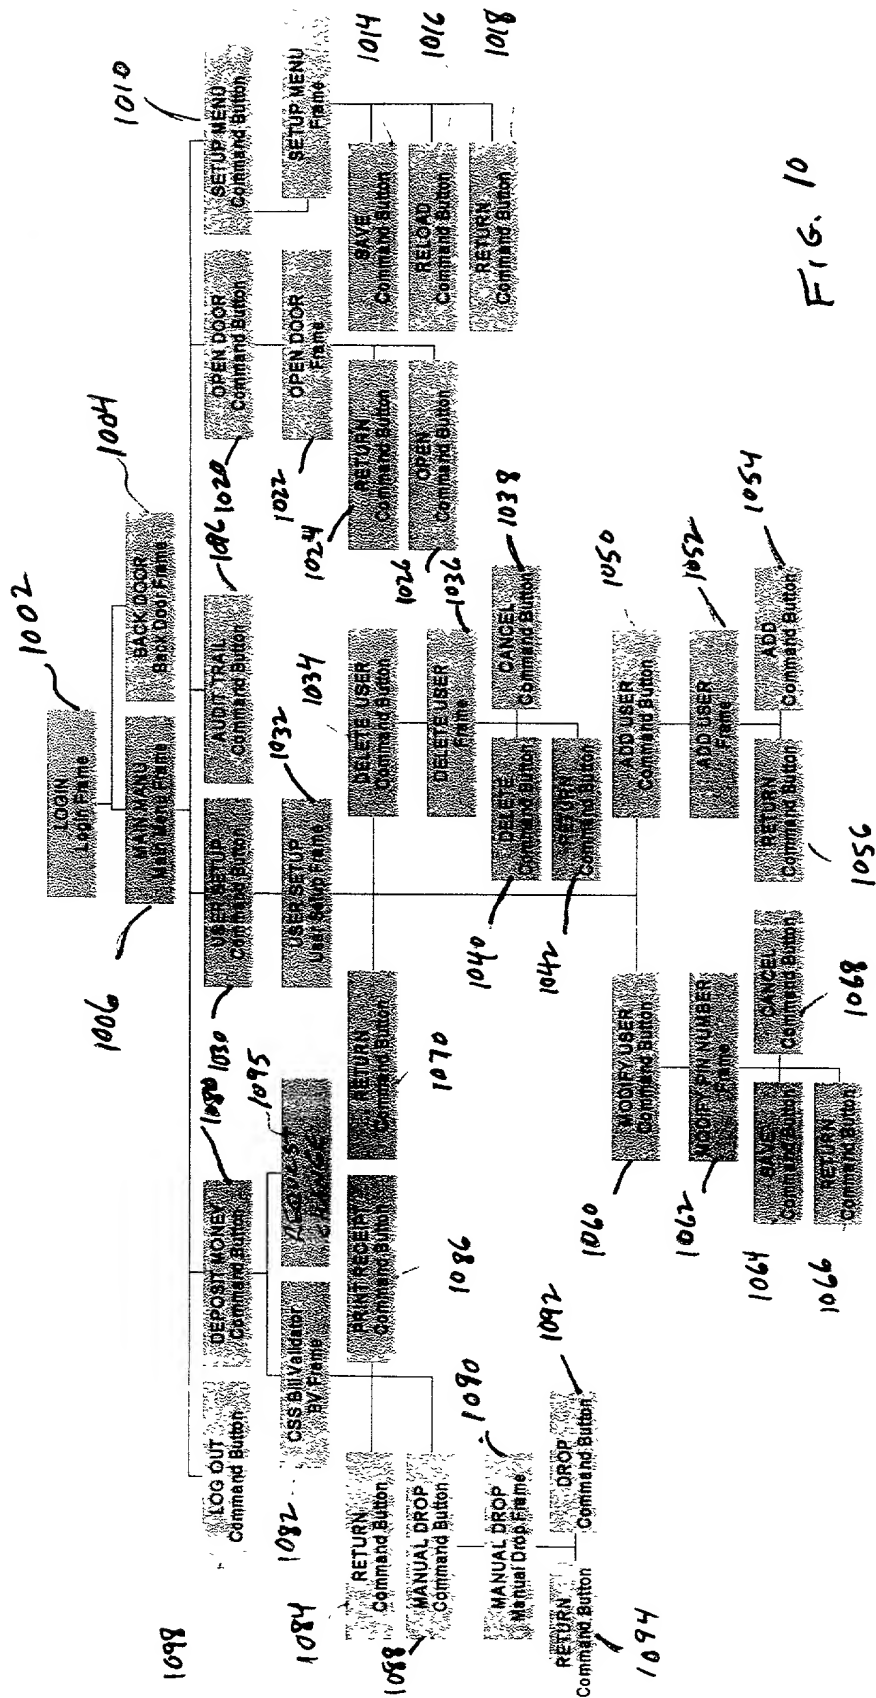 1002
LOGIN
Login Frame
1004
1006
MAIN MANU
Main Menu Frame
BACK DOOR
Back Door Frame
1098
LOG OUT
Command Button
1080
DEPOSIT MONEY
Command Button
1030
USER SETUP
Command Button
1096
AUDIT TRAIL
Command Button
1020
OPEN DOOR
Command Button
1010
SETUP MENU
Command Button
1082
CSS Bill Validator
BV Frame
1095
REQUEST
CHANGE
1032
USER SETUP
User Setup Frame
1022
OPEN DOOR
Frame
SETUP MENU
Frame
1084
RETURN
Command Button
PRINT RECEIPT
Command Button
1086
RETURN
Command Button
1070
1034
DELETE USER
Command Button
1024
RETURN
Command Button
SAVE
Command Button
1014
1088
MANUAL DROP
Command Button
1036
DELETE USER
Frame
1026
OPEN
Command Button
RELOAD
Command Button
1016
1090
MANUAL DROP
Manual Drop Frame
1040
DELETE
Command Button
CANCEL
Command Button
1038
RETURN
Command Button
1018
1094
RETURN
Command Button
DROP
Command Button
1092
1042
RETURN
Command Button
1060
MODIFY USER
Command Button
ADD USER
Command Button
1050
1062
MODIFY PIN NUMBER
Frame
ADD USER
Frame
1052
1064
SAVE
Command Button
CANCEL
Command Button
1068
RETURN
Command Button
1056
ADD
Command Button
1054
1066
RETURN
Command Button
FIG. 10